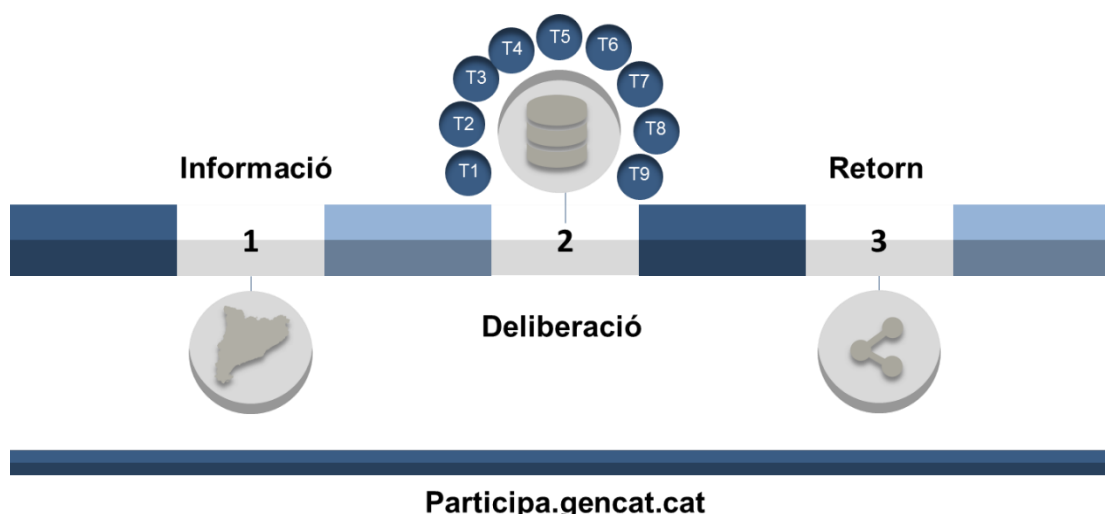 T1
T2
T3
T4
T5
T6
T7
T8
T9
Informació
Retorn
1
2
3
Deliberació
Participa.gencat.cat